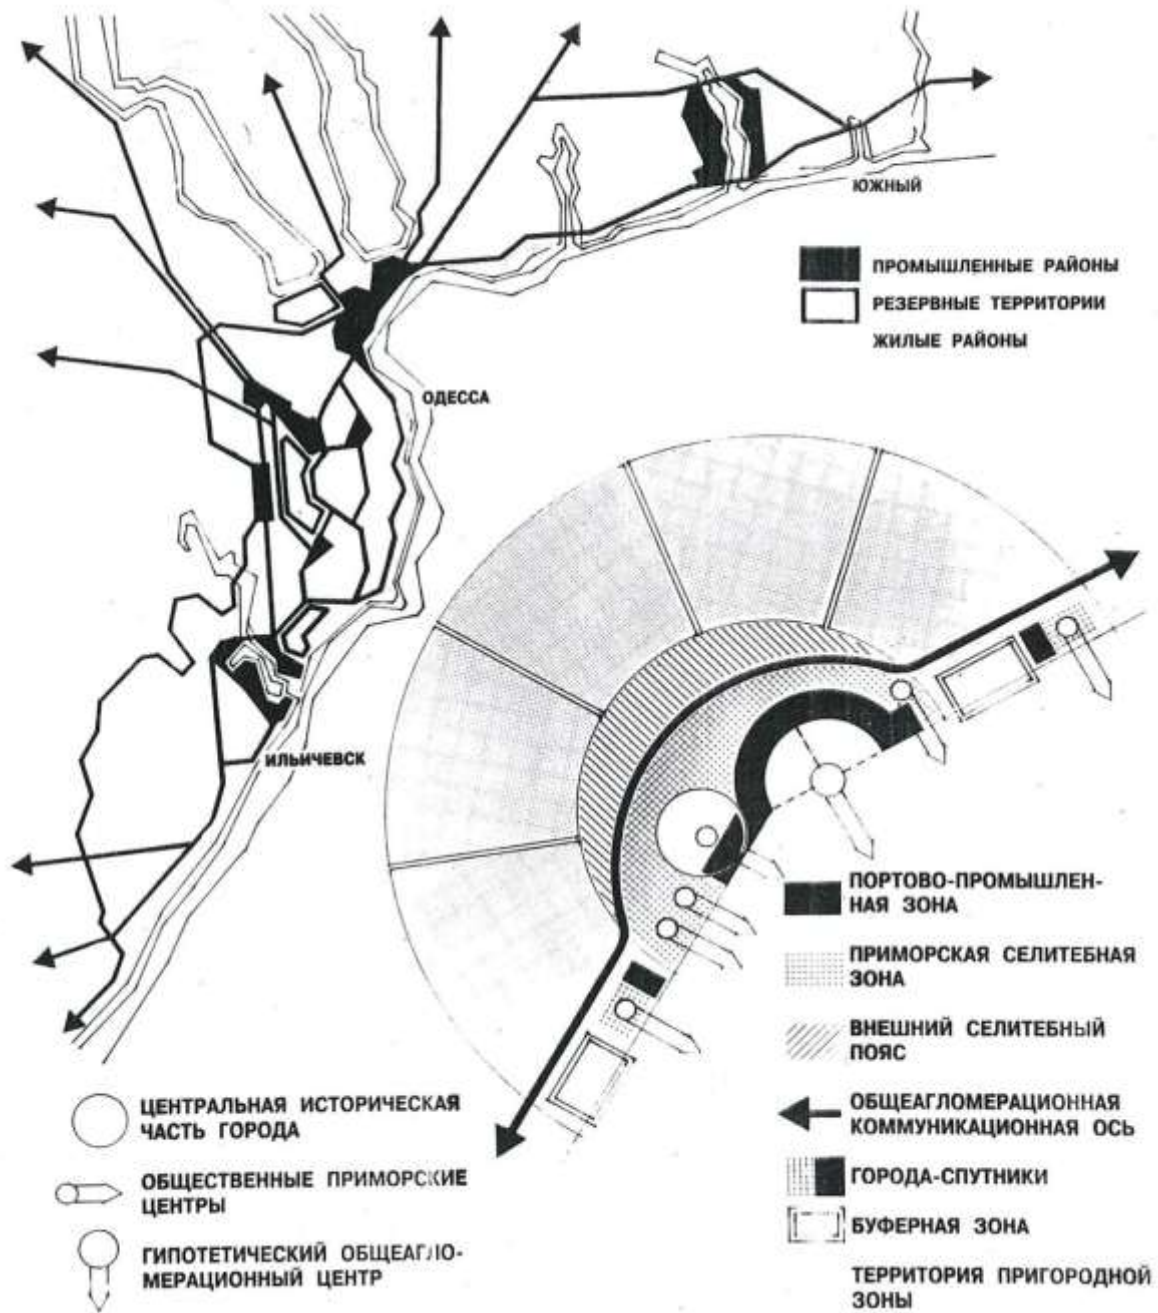 ЮЖНЫЙ
ПРОМЫШЛЕННЫЕ РАЙОНЫ
РЕЗЕРВНЫЕ ТЕРРИТОРИИ
ЖИЛЫЕ РАЙОНЫ
ОДЕССА
ИЛЬИЧЕВСК
ПОРТОВО-ПРОМЫШЛЕН-
НАЯ ЗОНА
ПРИМОРСКАЯ СЕЛИТЕБНАЯ
ЗОНА
ВНЕШНИЙ СЕЛИТЕБНЫЙ
ПОЯС
ОБЩЕАГЛОМЕРАЦИОННАЯ
КОММУНИКАЦИОННАЯ ОСЬ
ГОРОДА-СПУТНИКИ
БУФЕРНАЯ ЗОНА
ТЕРРИТОРИЯ ПРИГОРОДНОЙ
ЗОНЫ
ЦЕНТРАЛЬНАЯ ИСТОРИЧЕСКАЯ
ЧАСТЬ ГОРОДА
ОБЩЕСТВЕННЫЕ ПРИМОРСКИЕ
ЦЕНТРЫ
ГИПОТЕТИЧЕСКИЙ ОБЩЕАГЛО-
МЕРАЦИОННЫЙ ЦЕНТР